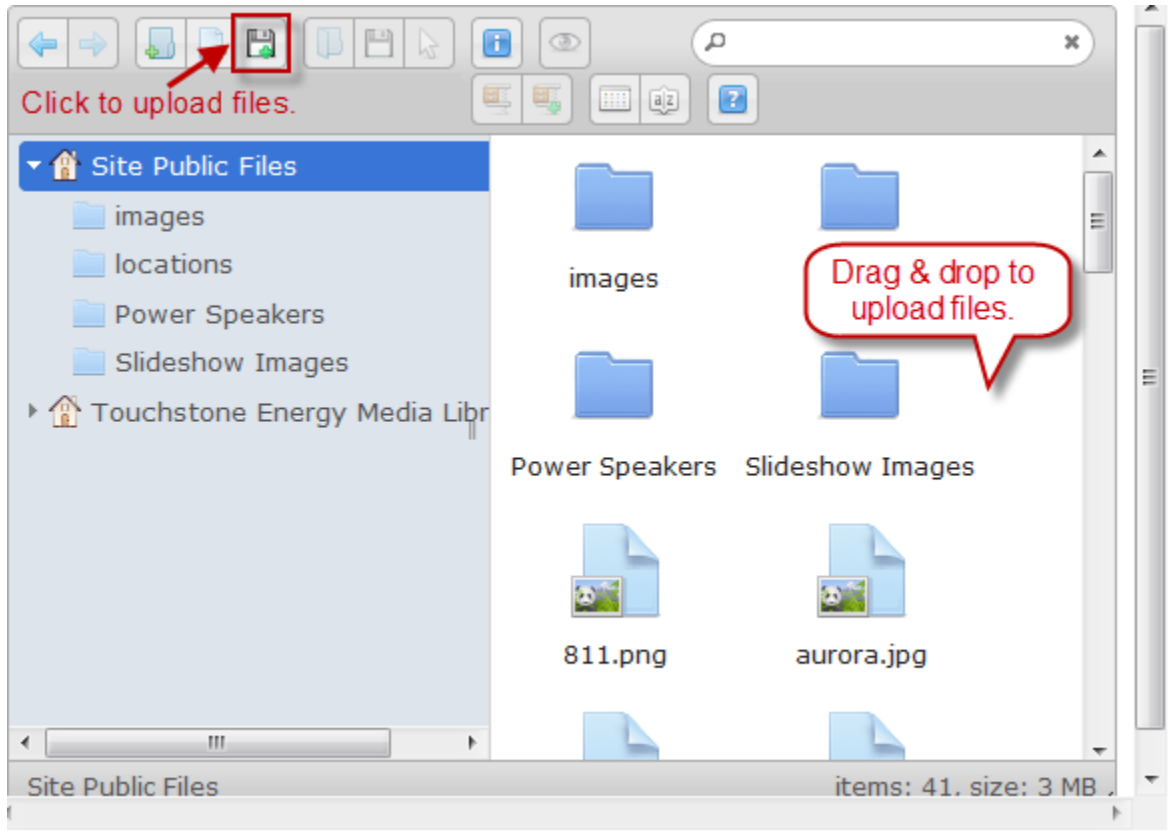 Click to upload files.
Site Public Files
images
locations
Power Speakers
Slideshow Images
Touchstone Energy Media Libr
images
Drag & drop to
upload files.
Power Speakers Slideshow Images
811.png aurora.jpg
Site Public Files items: 41, size: 3 MB